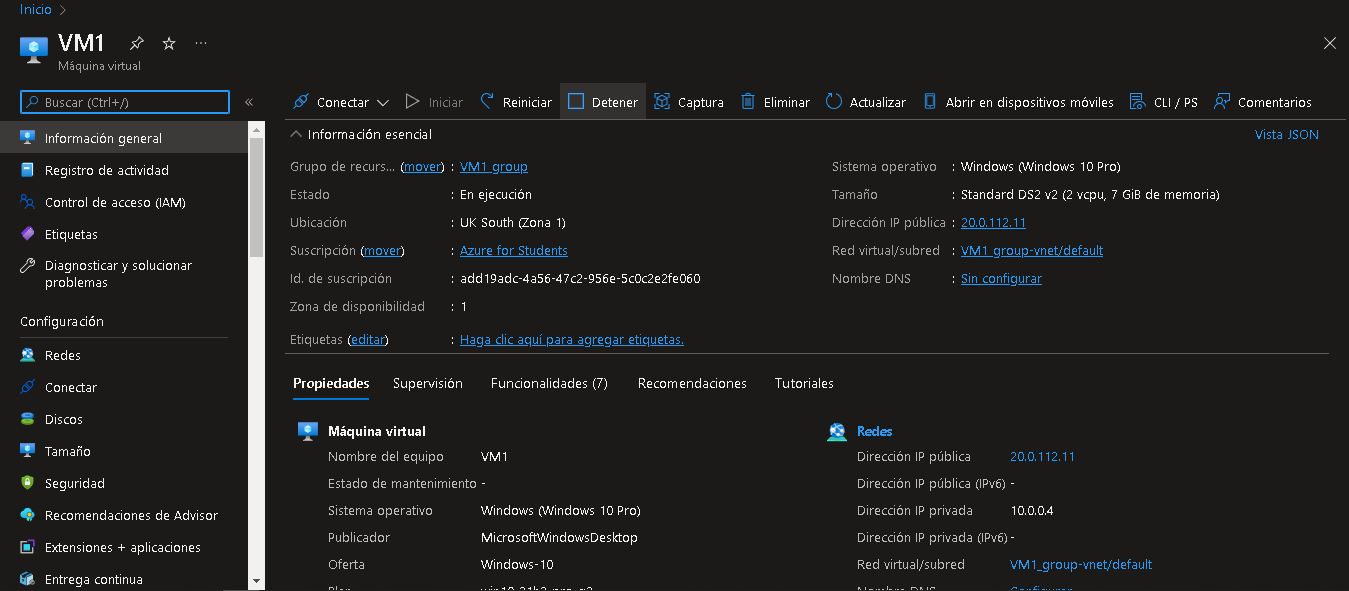 Inicio
VM1
Máquina virtual
Buscar (Ctrl+/)
Información general
Registro de actividad
Control de acceso (IAM)
Etiquetas
Diagnosticar y solucionar
problemas
Configuración
Redes
Conectar
Discos
Tamaño
Seguridad
Recomendaciones de Advisor
Extensiones + aplicaciones
Entrega continua
Conectar Iniciar Reiniciar Detener Captura Eliminar Actualizar Abrir en dispositivos móviles CLI / PS Comentarios
Información esencial Vista JSON
Grupo de recurs... (mover) : VM1_group
Estado : En ejecución
Ubicación : UK South (Zona 1)
Suscripción (mover) : Azure for Students
Id. de suscripción : add19adc-4a56-47c2-956e-5c0c2e2fe060
Zona de disponibilidad : 1
Sistema operativo : Windows (Windows 10 Pro)
Tamaño : Standard DS2 v2 (2 vcpu, 7 GiB de memoria)
Dirección IP pública : 20.0.112.11
Red virtual/subred : VM1_group-vnet/default
Nombre DNS : Sin configurar
Etiquetas (editar) : Haga clic aquí para agregar etiquetas.
Propiedades Supervisión Funcionalidades (7) Recomendaciones Tutoriales
Máquina virtual
Nombre del equipo VM1
Estado de mantenimiento -
Sistema operativo Windows (Windows 10 Pro)
Publicador MicrosoftWindowsDesktop
Oferta Windows-10
Redes
Dirección IP pública 20.0.112.11
Dirección IP pública (IPv6) -
Dirección IP privada 10.0.0.4
Dirección IP privada (IPv6) -
Red virtual/subred VM1_group-vnet/default
Nombre DNS Configurar